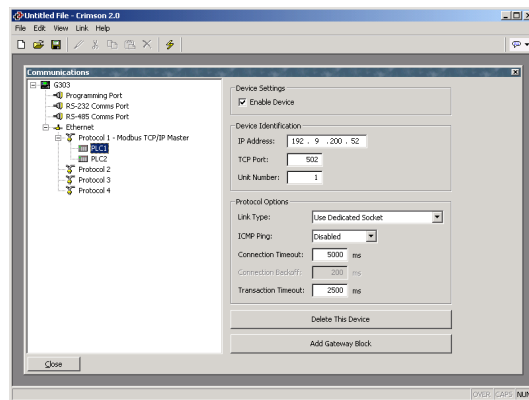 Untitled File - Crimson 2.0
File Edit View Link Help
Communications
G303
Programming Port
RS-232 Comms Port
RS-485 Comms Port
Ethernet
Protocol 1 - Modbus TCP/IP Master
PLC1
PLC2
Protocol 2
Protocol 3
Protocol 4
Device Settings
Enable Device
Device Identification
IP Address: 192 . 9 .200 . 52
TCP Port: 502
Unit Number: 1
Protocol Options
Link Type: Use Dedicated Socket
ICMP Ping: Disabled
Connection Timeout: 5000 ms
Connection Backoff: 200 ms
Transaction Timeout: 2500 ms
Delete This Device
Add Gateway Block
Close
OVER CAPS NUM